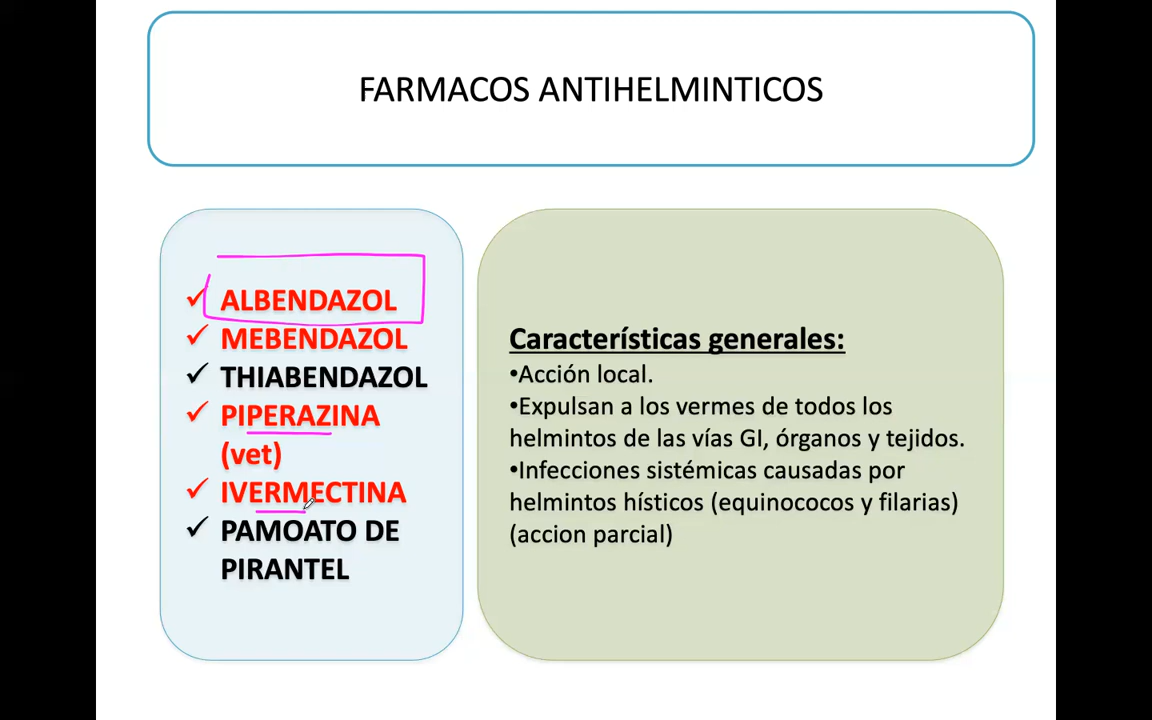 FARMACOS ANTIHELMINTICOS
✓ ALBENDAZOL
✓ MEBENDAZOL
✓ THIABENDAZOL
✓ PIPERAZINA
(vet)
✓ IVERMECTINA
✓ PAMOATO DE
PIRANTEL
Características generales:
•Acción local.
•Expulsan a los vermes de todos los
helmintos de las vías GI, órganos y tejidos.
•Infecciones sistémicas causadas por
helmintos hísticos (equinococos y filarias)
(accion parcial)